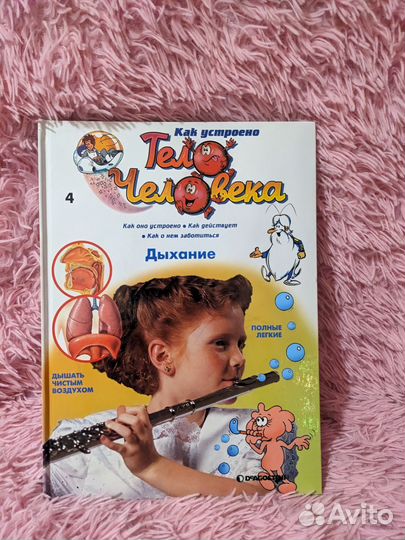 Как устроено
Тело
Человека
4
Как оно устроено • Как действует
• Как о нем заботиться
Дыхание
ПОЛНЫЕ
ЛЕГКИЕ
ДЫШАТЬ
ЧИСТЫМ
ВОЗДУХОМ
DEAGOSTINI
Avito